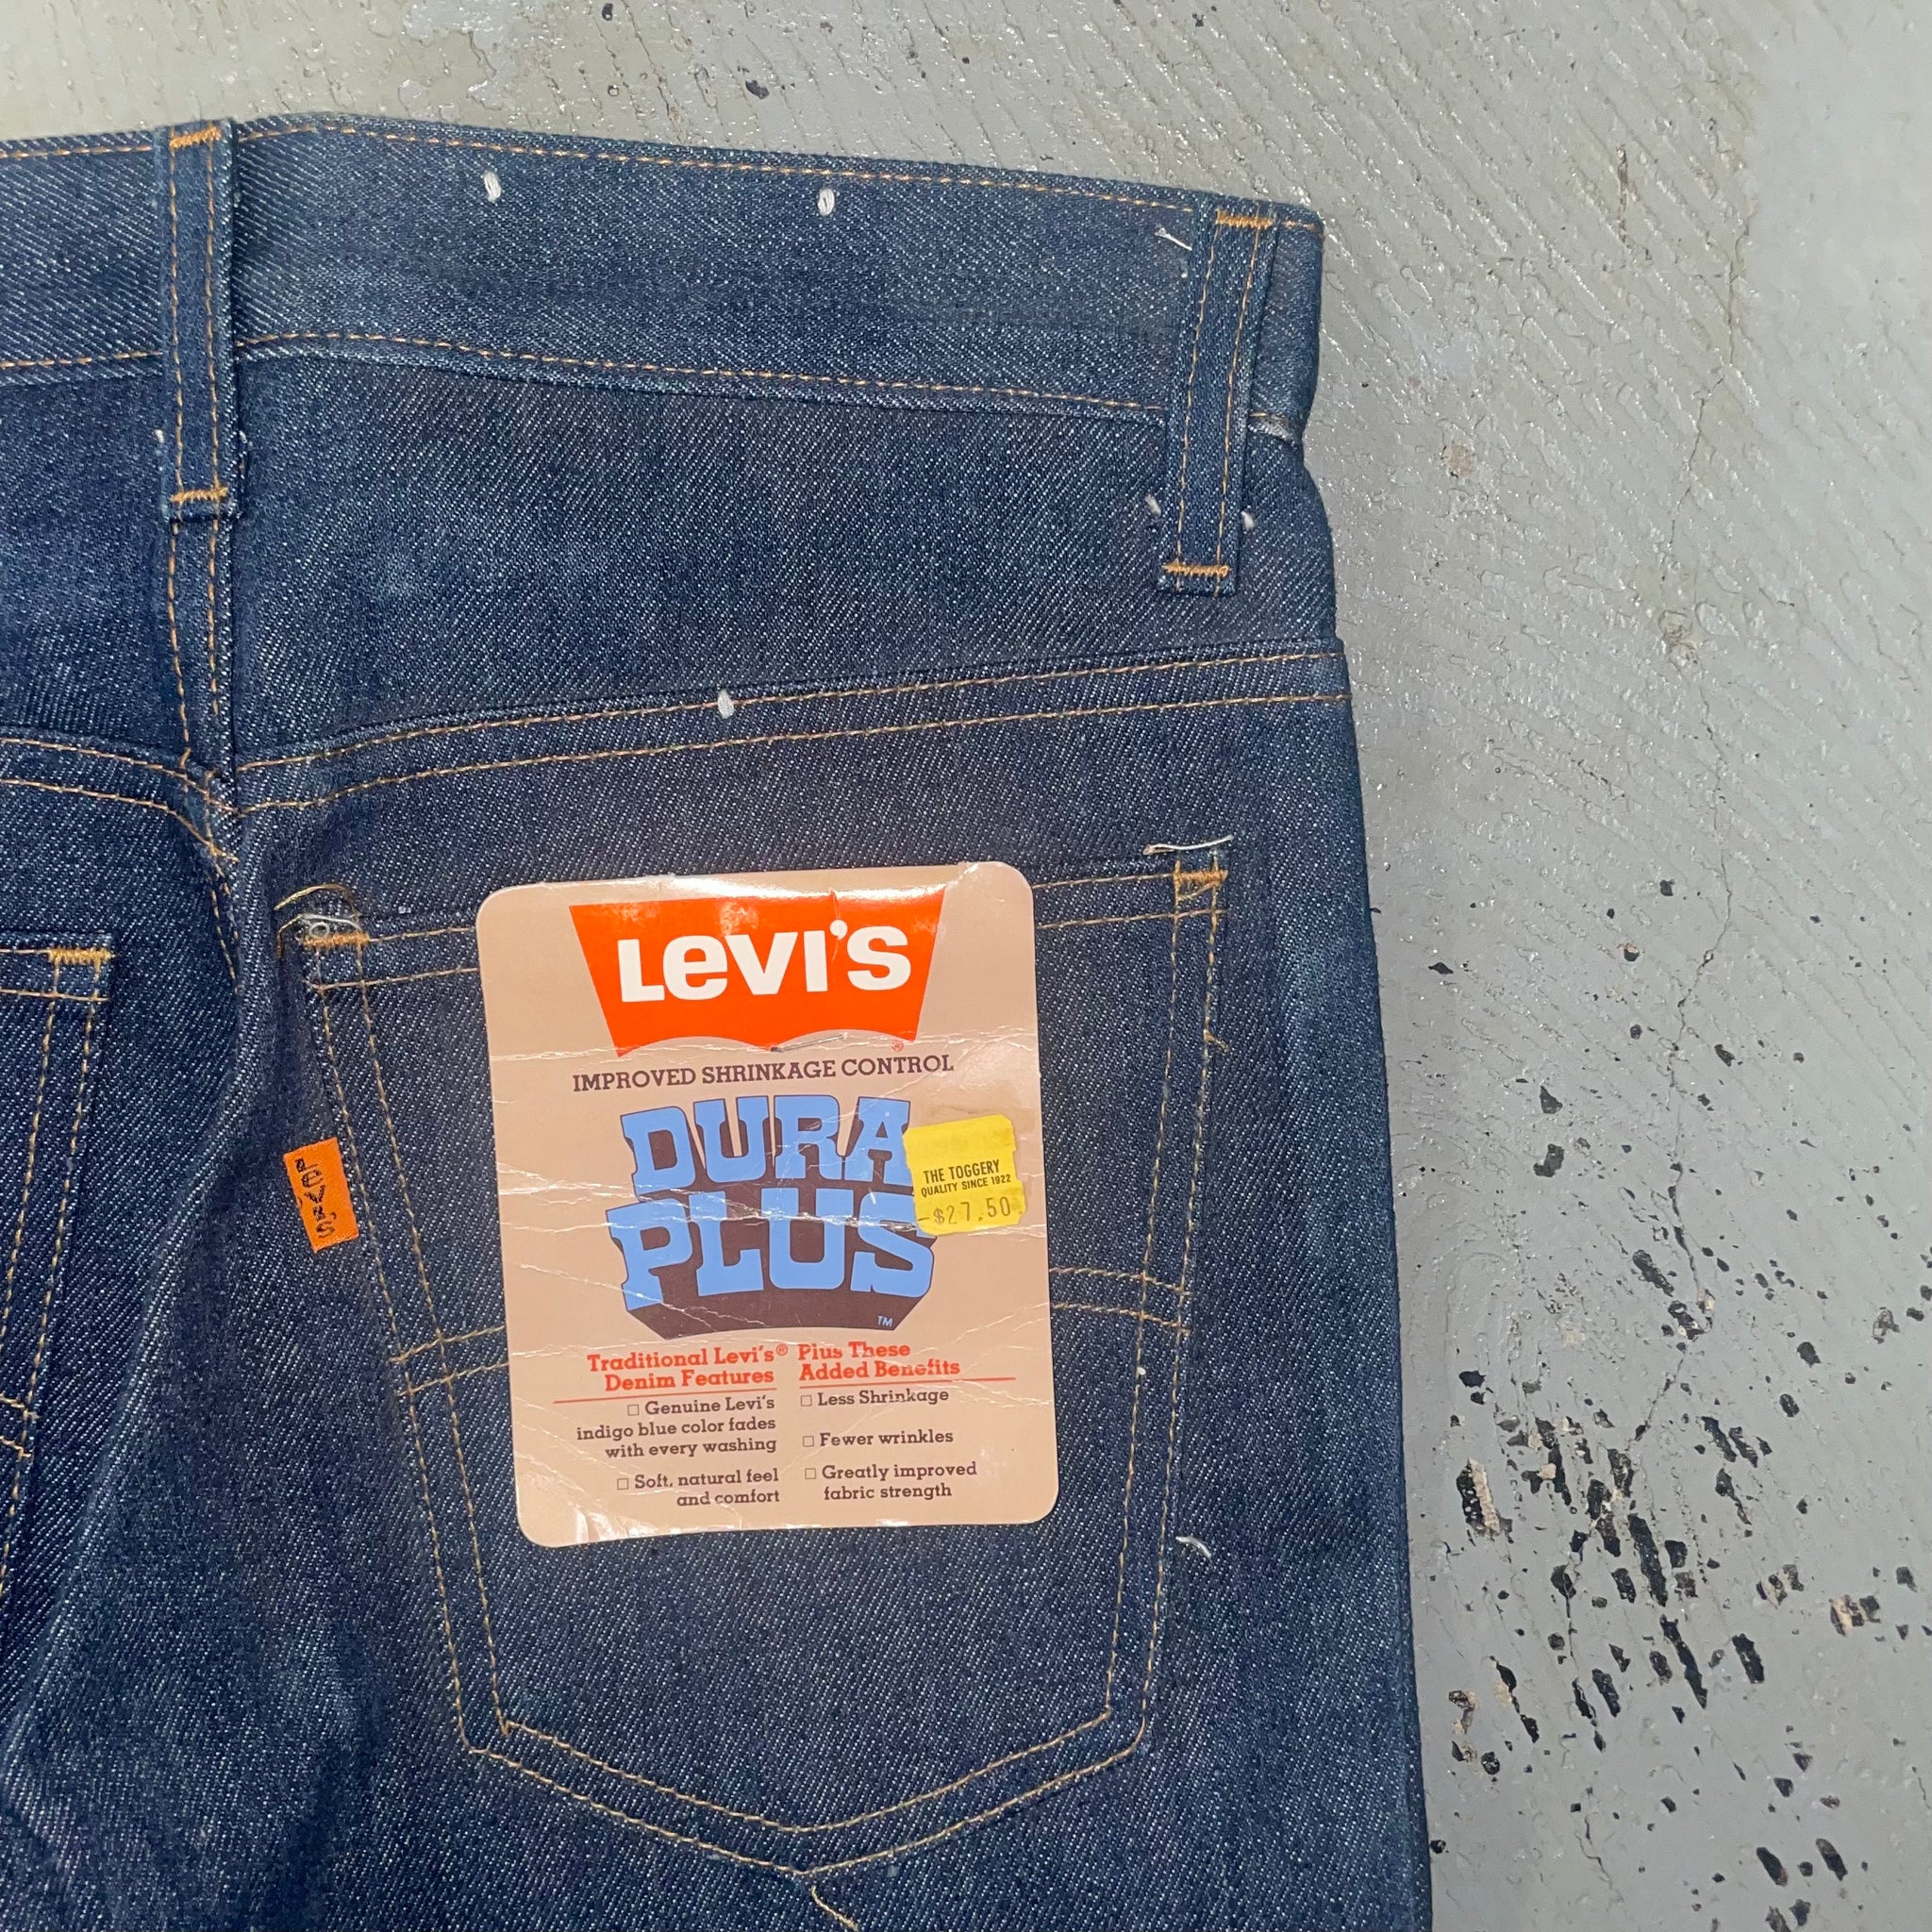 LEVI'S
®
IMPROVED SHRINKAGE CONTROL
DURA
PLUS
TM
THE TOGGERY
QUALITY SINCE 1922
-$27.50
LEVI'S
Traditional Levi's®
Denim Features
□ Genuine Levi's
indigo blue color fades
with every washing
□ Soft, natural feel
and comfort
Plus These
Added Benefits
□ Less Shrinkage
□ Fewer wrinkles
□ Greatly improved
fabric strength